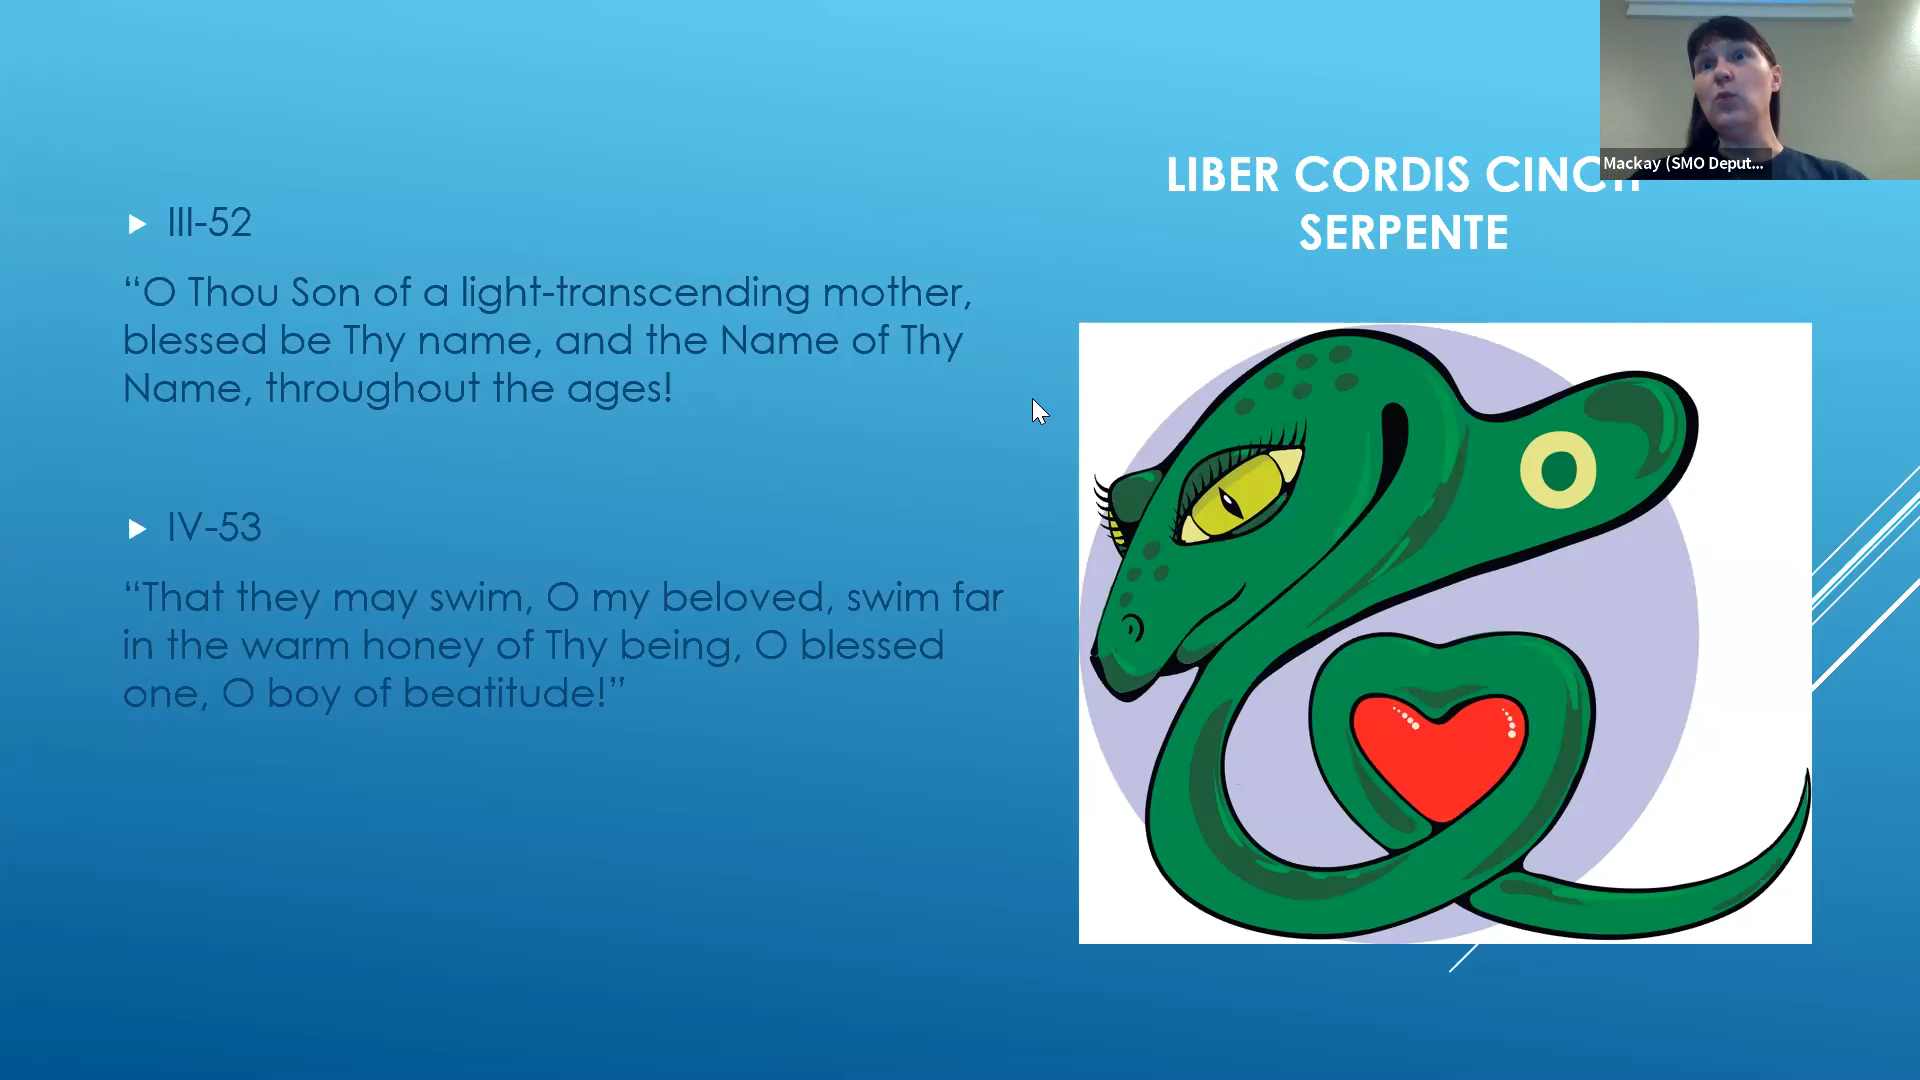 III-52
“O Thou Son of a light-transcending mother,
blessed be Thy name, and the Name of Thy
Name, throughout the ages!
IV-53
“That they may swim, O my beloved, swim far
in the warm honey of Thy being, O blessed
one, O boy of beatitude!”
LIBER CORDIS
SERPENTE
Mackay (SMO Deput...